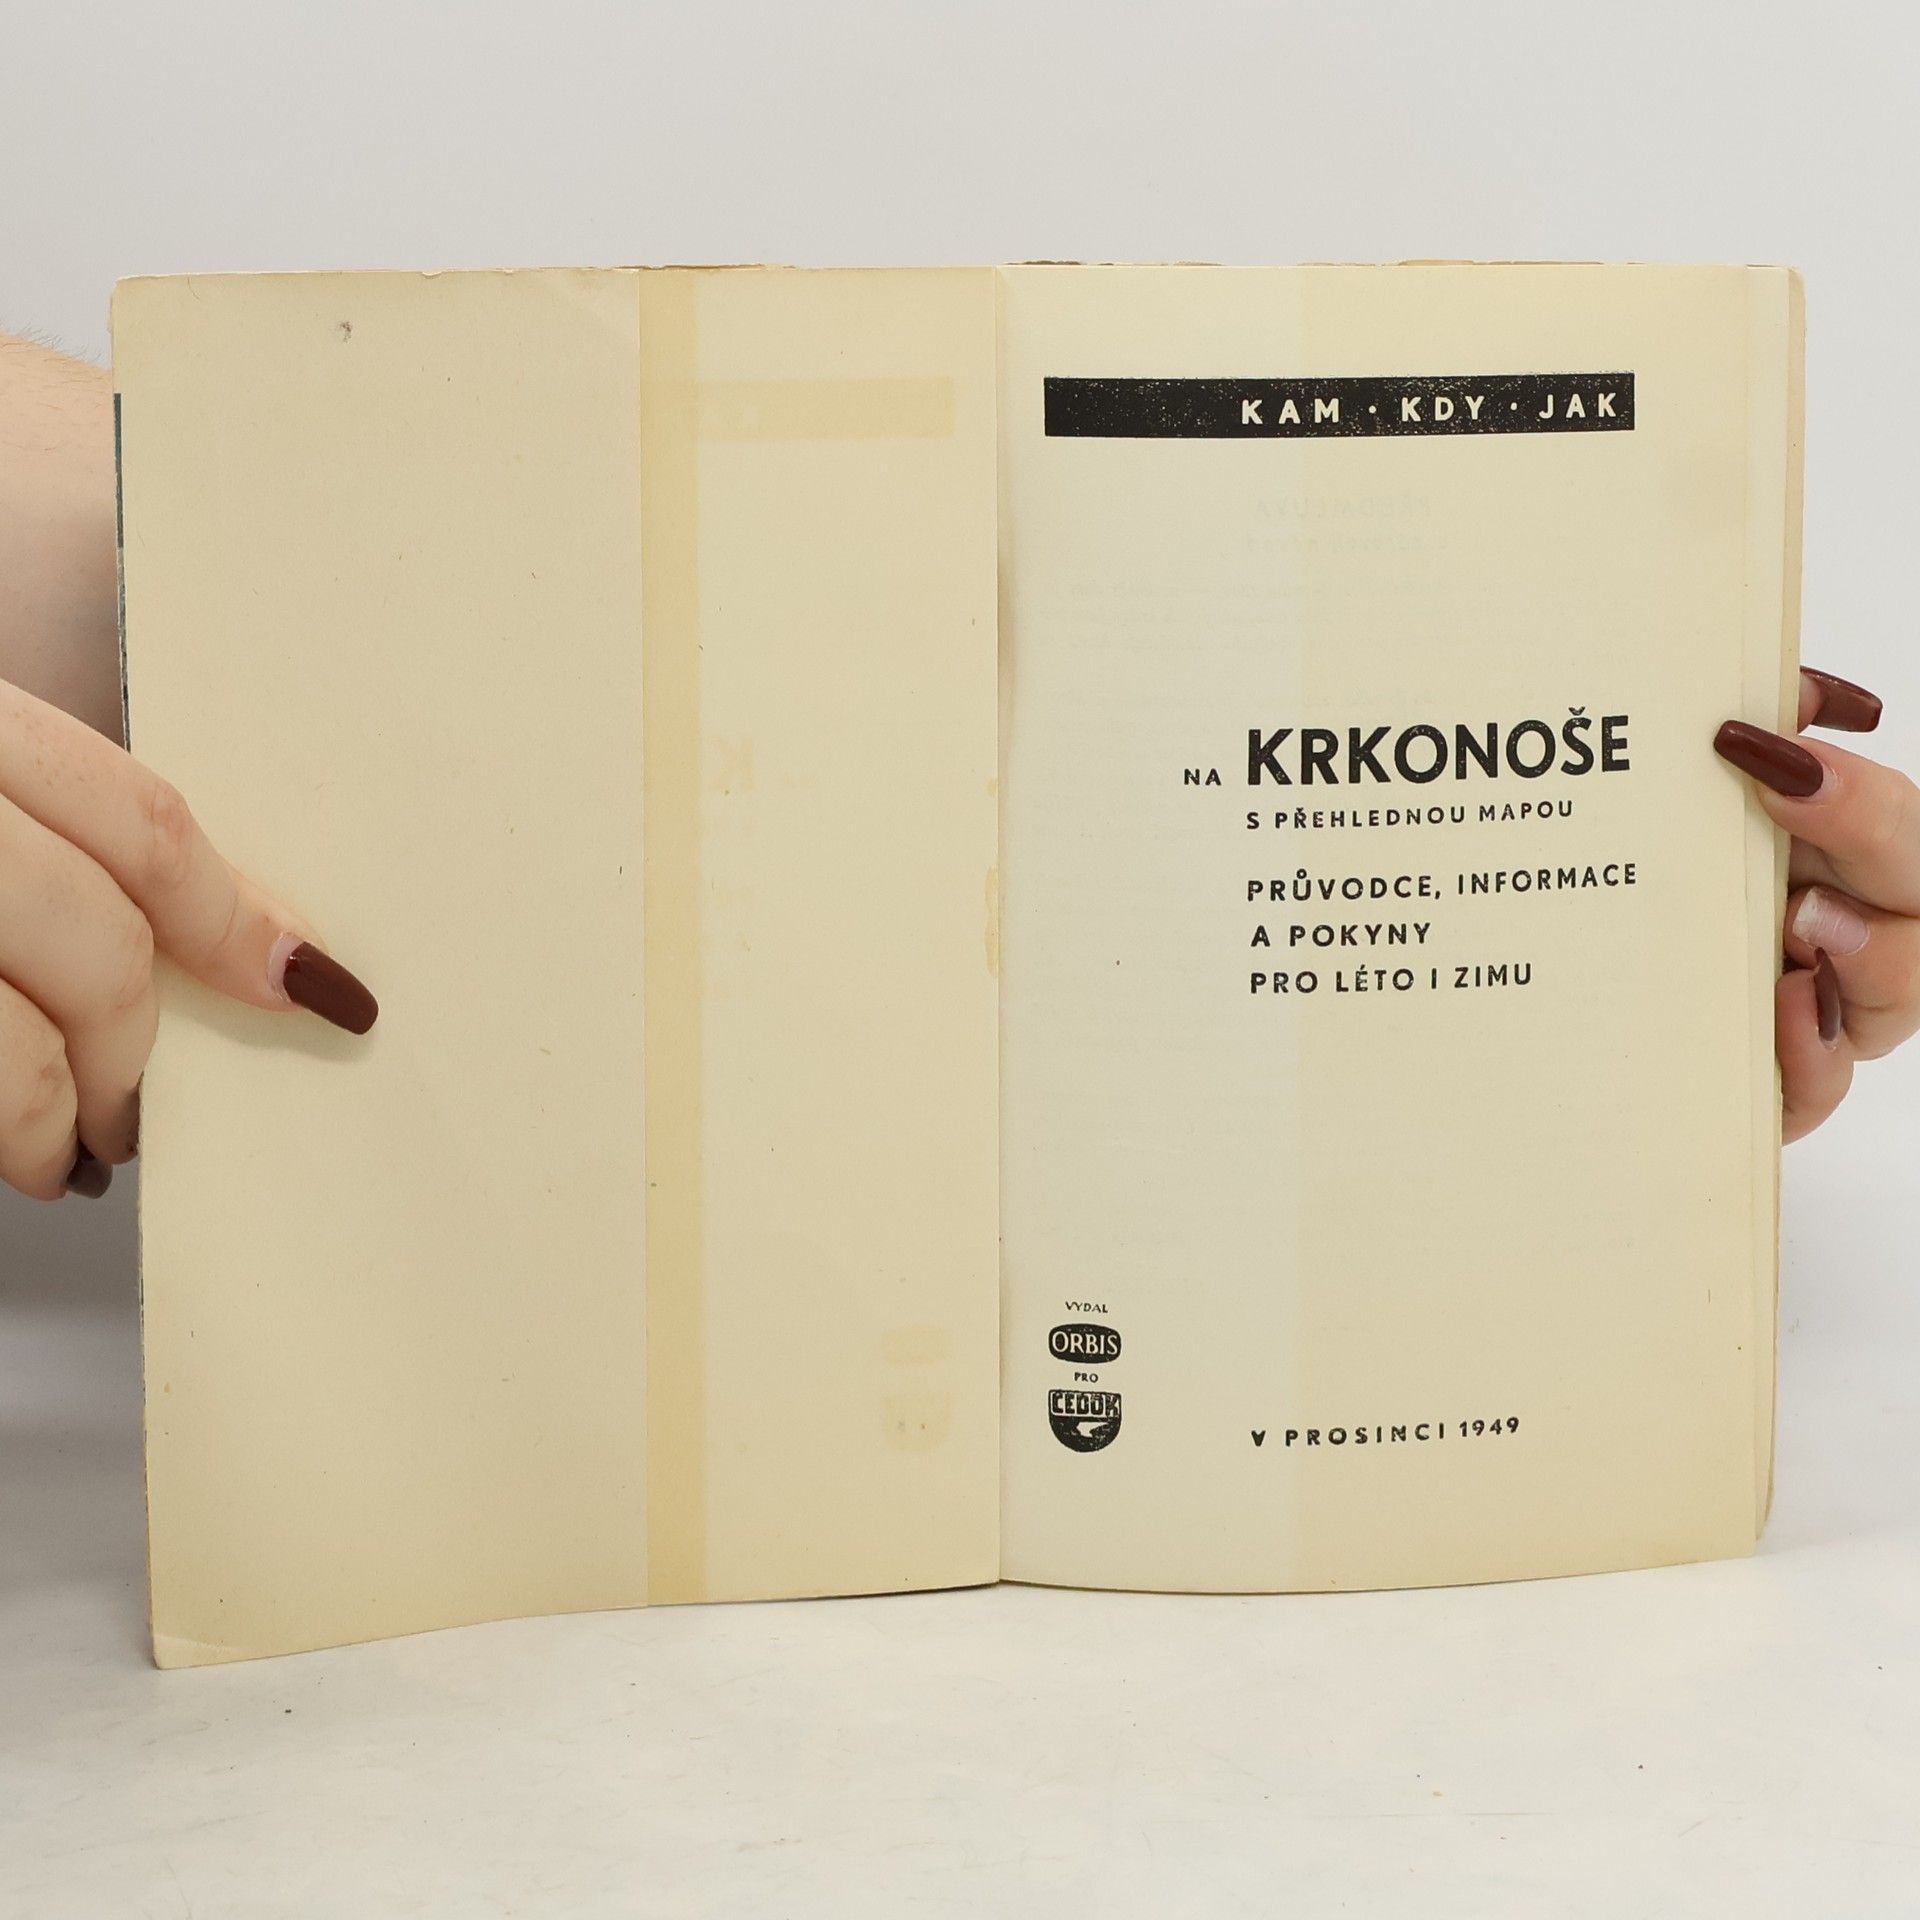 KAM · KDY · JAK
NA KRKONOŠE
S PŘEHLEDNOU MAPOU
PRŮVODCE, INFORMACE
A POKYNY
PRO LÉTO I ZIMU
VYDAL
ORBIS
PRO
ČEDOK
V PROSINCI 1949